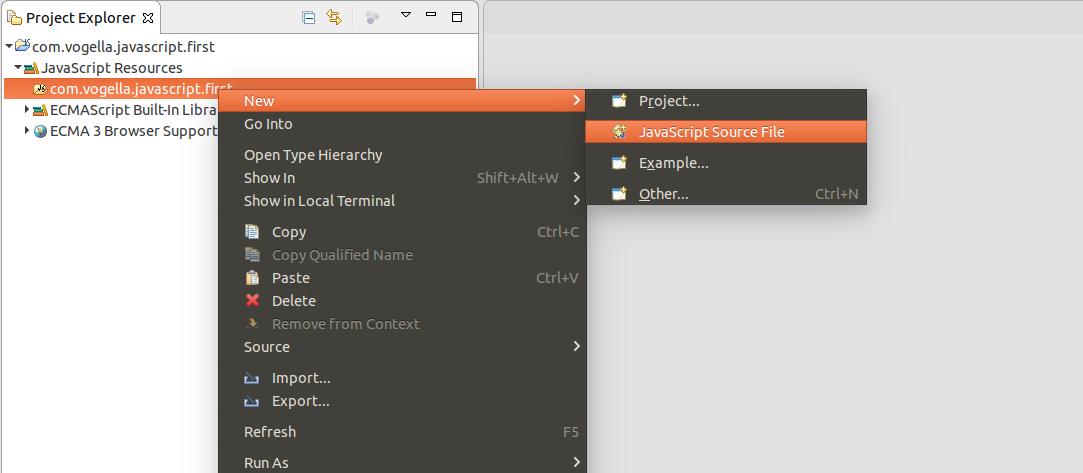 Project Explorer
com.vogella.javascript.first
JavaScript Resources
com.vogella.javascript.first
ECMAScript Built-In Libra
ECMA 3 Browser Support
New
Go Into
Open Type Hierarchy
Show In Shift+Alt+W
Show in Local Terminal
Copy Ctrl+C
Copy Qualified Name
Paste Ctrl+V
Delete
Remove from Context
Source
Import...
Export...
Refresh F5
Run As
Project...
JavaScript Source File
Example...
Other... Ctrl+N